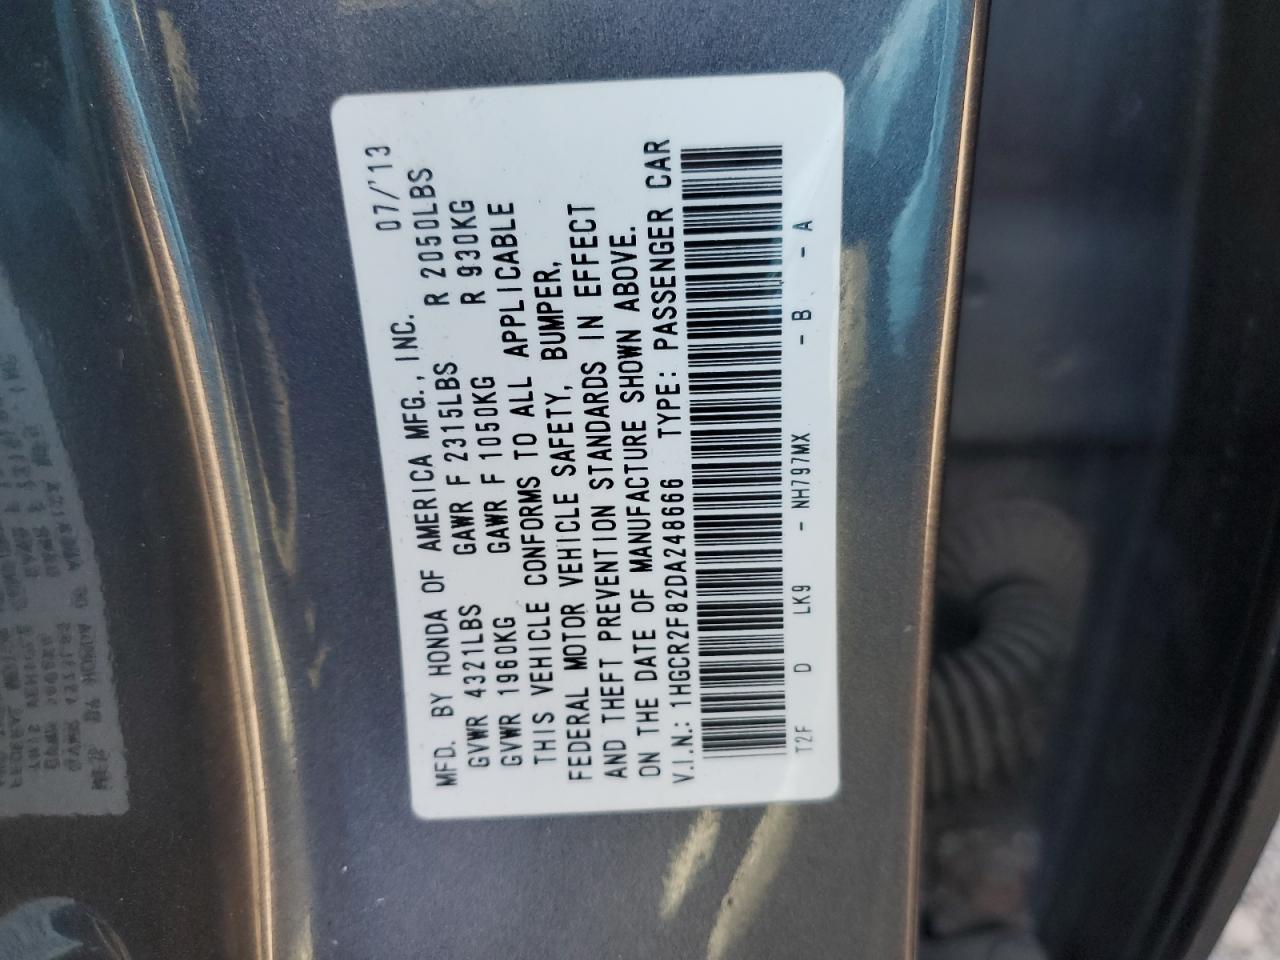 MFD. BY HONDA OF AMERICA MFG., INC. 07/'13
GVWR 4321LBS GAWR F 2315LBS R 2050LBS
GVWR 1960KG GAWR F 1050KG R 930KG
THIS VEHICLE CONFORMS TO ALL APPLICABLE
FEDERAL MOTOR VEHICLE SAFETY, BUMPER,
AND THEFT PREVENTION STANDARDS IN EFFECT
ON THE DATE OF MANUFACTURE SHOWN ABOVE.
V.I.N.: 1HGCR2F82DA248666 TYPE: PASSENGER CAR
T2F D LK9 - NH797MX - B - A